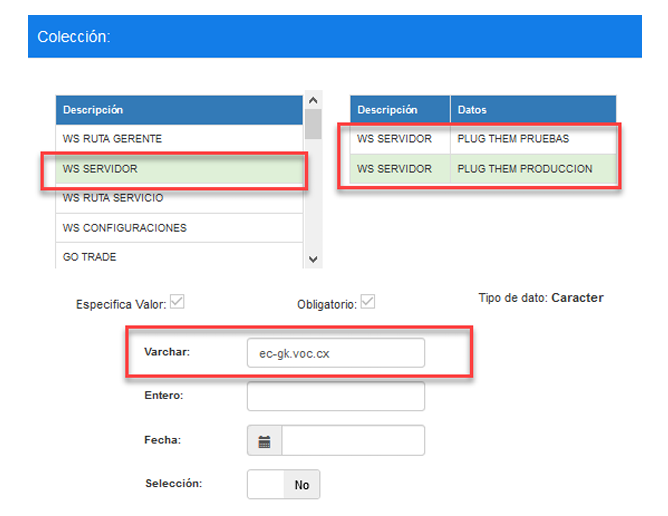 Colección:
Descripción
WS RUTA GERENTE
WS SERVIDOR
WS RUTA SERVICIO
WS CONFIGURACIONES
GO TRADE
Descripción Datos
WS SERVIDOR PLUG THEM PRUEBAS
WS SERVIDOR PLUG THEM PRODUCCION
Especifica Valor: Obligatorio: Tipo de dato: Caracter
Varchar: ec-gk.voc.cx
Entero:
Fecha:
Selección: No